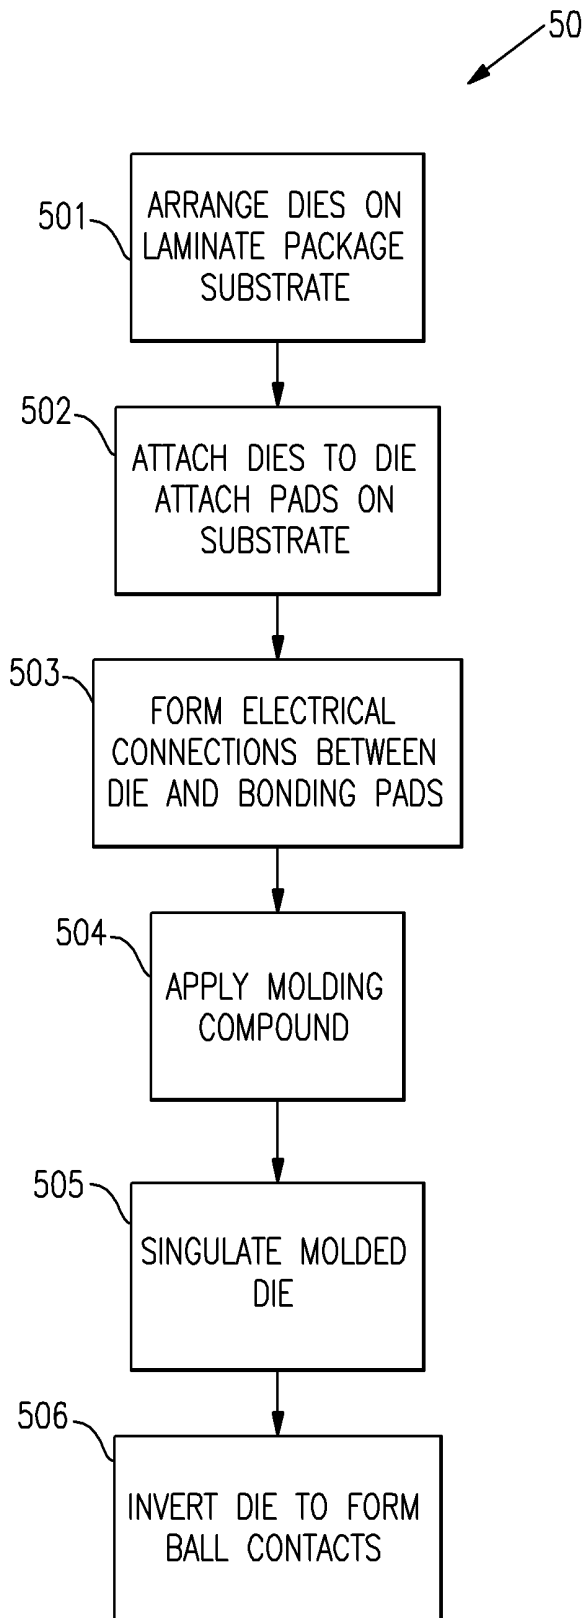 50
501
ARRANGE DIES ON
LAMINATE PACKAGE
SUBSTRATE
502
ATTACH DIES TO DIE
ATTACH PADS ON
SUBSTRATE
503
FORM ELECTRICAL
CONNECTIONS BETWEEN
DIE AND BONDING PADS
504
APPLY MOLDING
COMPOUND
505
SINGULATE MOLDED
DIE
506
INVERT DIE TO FORM
BALL CONTACTS